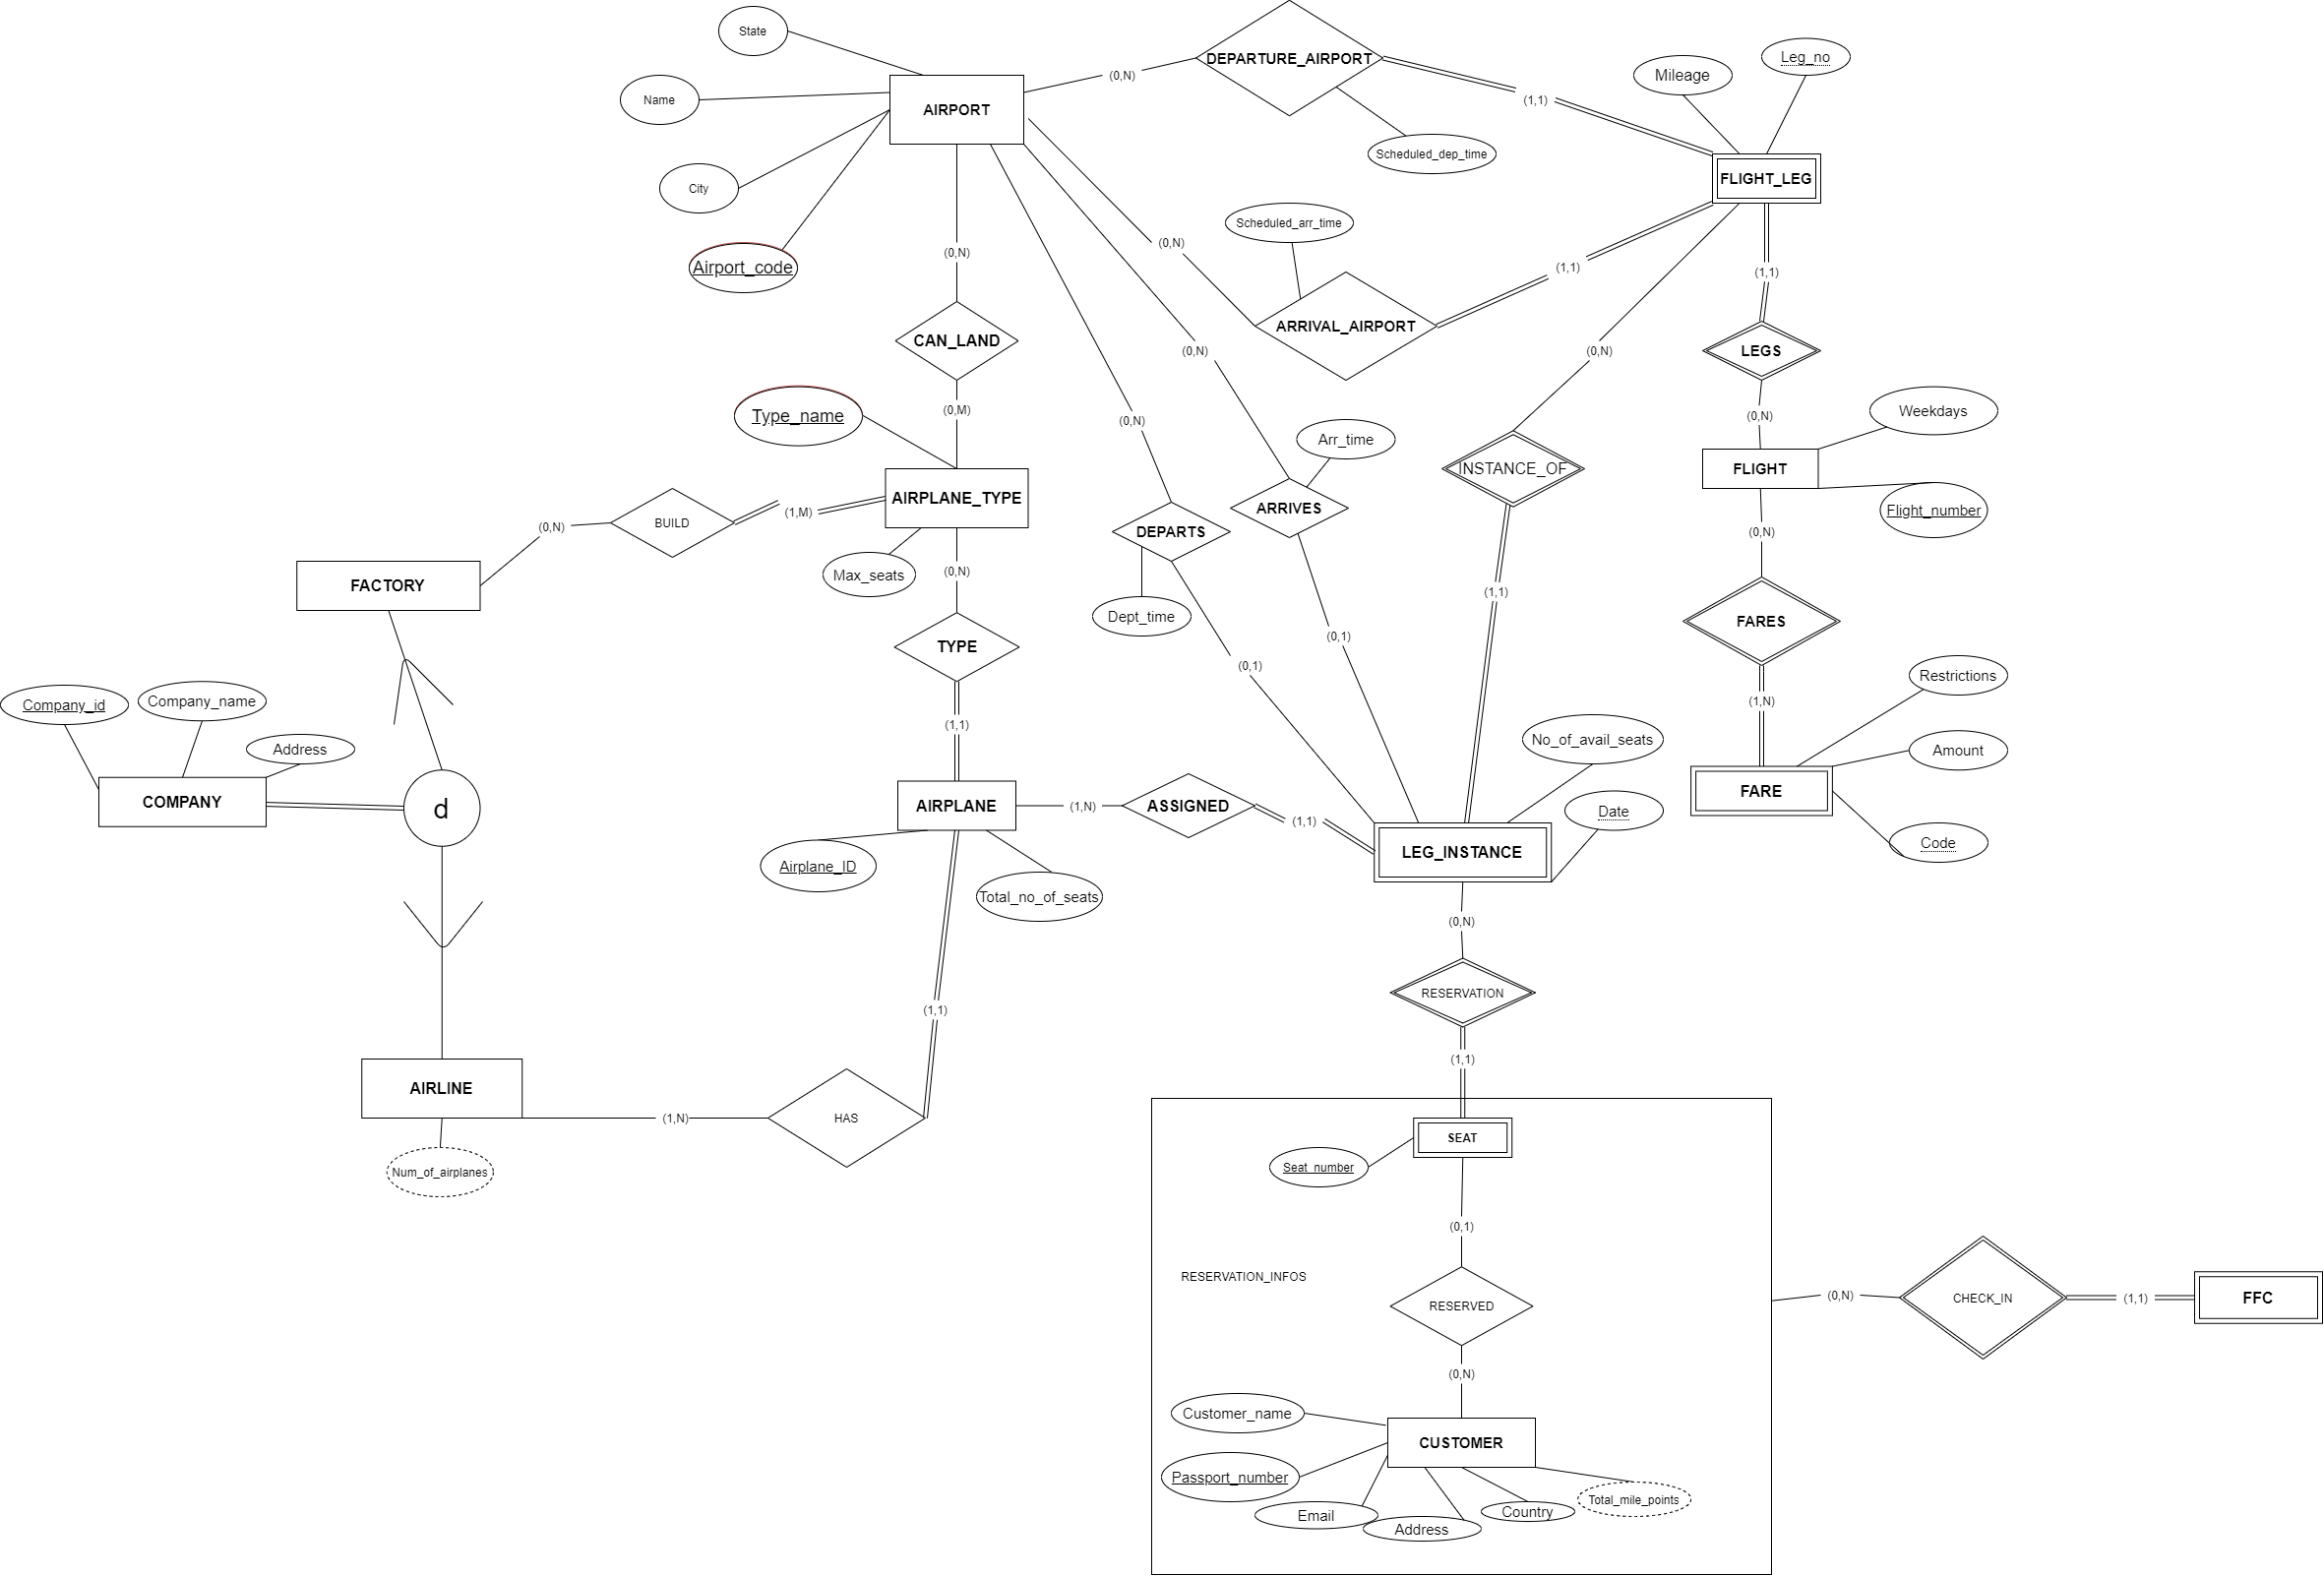 State
DEPARTURE_AIRPORT
Leg_no
(0,N)
Mileage
Name
AIRPORT
(1,1)
Scheduled_dep_time
FLIGHT_LEG
City
Scheduled_arr_time
(0,N)
(0,N)
Airport_code
(1,1)
(1,1)
ARRIVAL_AIRPORT
CAN_LAND
(0,N)
(0,N)
LEGS
(0,M)
Type_name
(0,N)
(0,N)
Weekdays
Arr_time
INSTANCE_OF
FLIGHT
AIRPLANE_TYPE
ARRIVES
Flight_number
(1,M)
BUILD
(0,N)
DEPARTS
(0,N)
Max_seats
(0,N)
FACTORY
(1,1)
Dept_time
FARES
(0,1)
TYPE
(0,1)
Restrictions
Company_id
Company_name
(1,N)
(1,1)
No_of_avail_seats
Address
Amount
COMPANY
d
AIRPLANE
(1,N)
ASSIGNED
FARE
(1,1)
Date
LEG_INSTANCE
Code
Airplane_ID
Total_no_of_seats
(0,N)
RESERVATION
(1,1)
(1,1)
AIRLINE
(1,N)
HAS
SEAT
Num_of_airplanes
Seat_number
(0,1)
RESERVATION_INFOS
RESERVED
(0,N)
CHECK_IN
(1,1)
FFC
(0,N)
Customer_name
CUSTOMER
Passport_number
Total_mile_points
Email
Country
Address